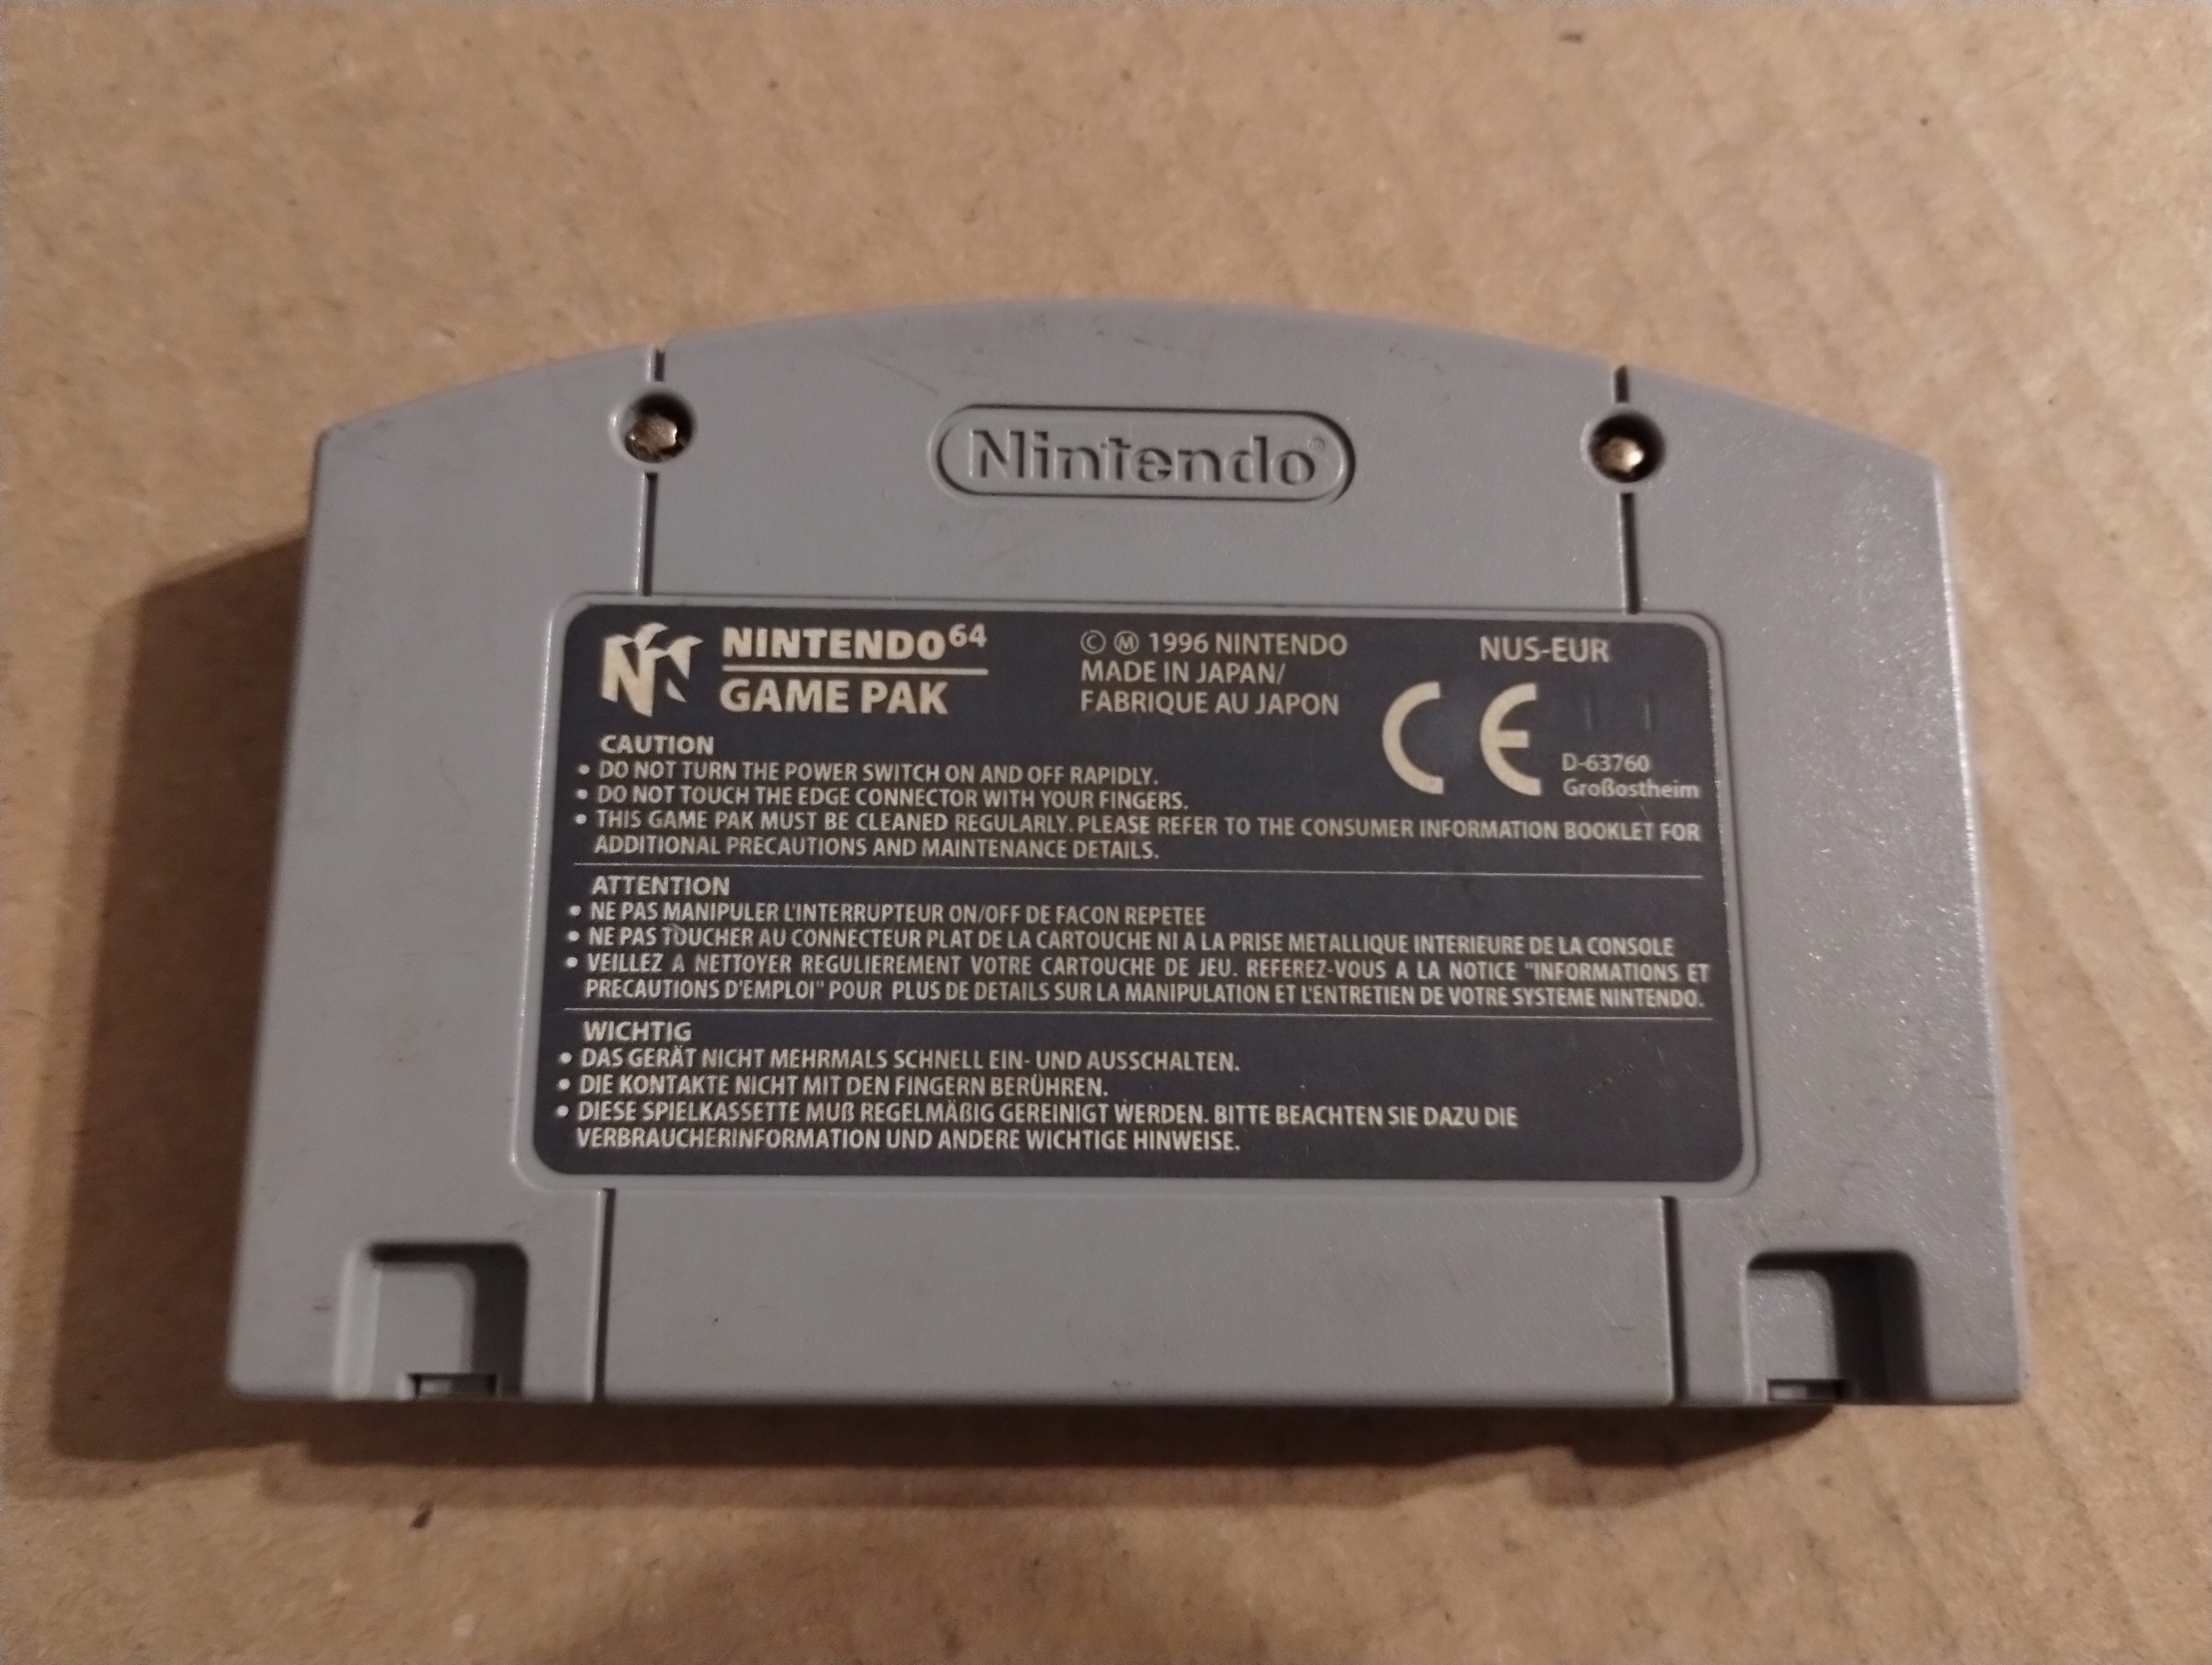 Nintendo®
NINTENDO64
GAME PAK
© Ⓜ 1996 NINTENDO
MADE IN JAPAN/
FABRIQUE AU JAPON
NUS-EUR
CE
D-63760
Großostheim
CAUTION
• DO NOT TURN THE POWER SWITCH ON AND OFF RAPIDLY.
• DO NOT TOUCH THE EDGE CONNECTOR WITH YOUR FINGERS.
• THIS GAME PAK MUST BE CLEANED REGULARLY. PLEASE REFER TO THE CONSUMER INFORMATION BOOKLET FOR
ADDITIONAL PRECAUTIONS AND MAINTENANCE DETAILS.
ATTENTION
• NE PAS MANIPULER L'INTERRUPTEUR ON/OFF DE FACON REPETEE
• NE PAS TOUCHER AU CONNECTEUR PLAT DE LA CARTOUCHE NI A LA PRISE METALLIQUE INTERIEURE DE LA CONSOLE
• VEILLEZ A NETTOYER REGULIEREMENT VOTRE CARTOUCHE DE JEU. REFEREZ-VOUS A LA NOTICE "INFORMATIONS ET
PRECAUTIONS D'EMPLOI" POUR PLUS DE DETAILS SUR LA MANIPULATION ET L'ENTRETIEN DE VOTRE SYSTEME NINTENDO.
WICHTIG
• DAS GERÄT NICHT MEHRMALS SCHNELL EIN- UND AUSSCHALTEN.
• DIE KONTAKTE NICHT MIT DEN FINGERN BERÜHREN.
• DIESE SPIELKASSETTE MUß REGELMÄßIG GEREINIGT WERDEN. BITTE BEACHTEN SIE DAZU DIE
VERBRAUCHERINFORMATION UND ANDERE WICHTIGE HINWEISE.